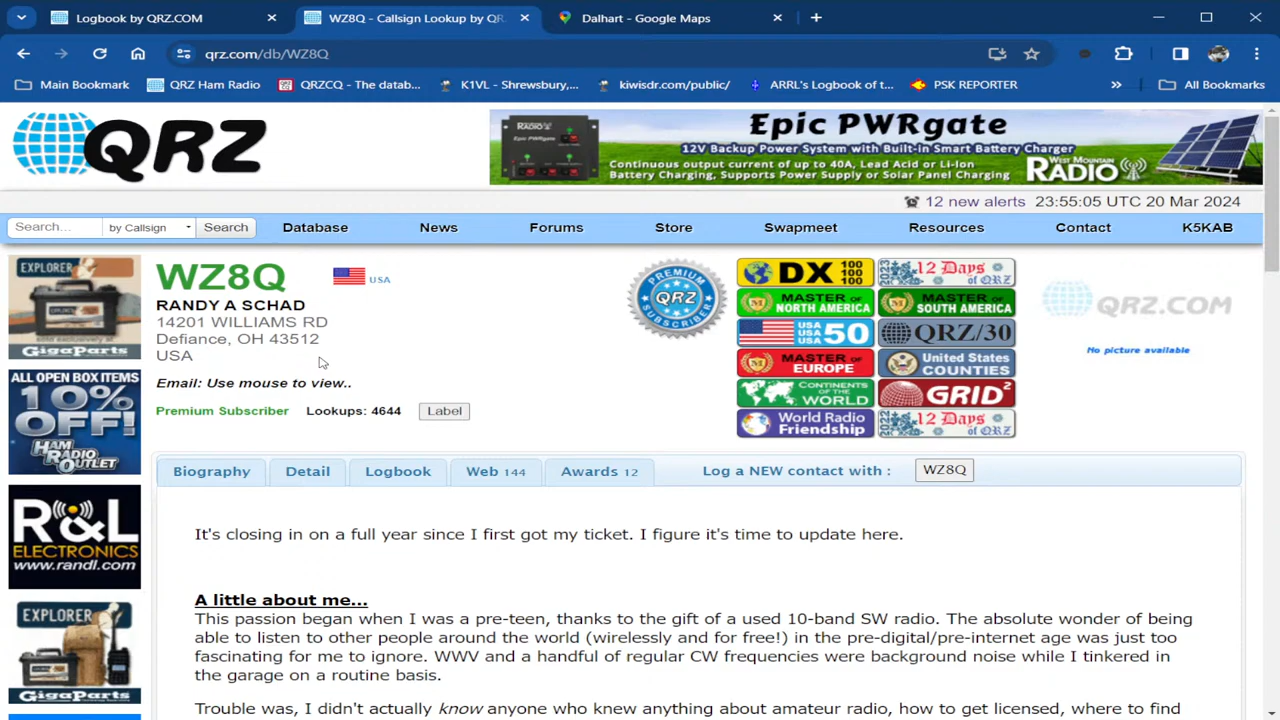 Logbook by QRZ.COM
WZ8Q - Callsign Lookup by QR
Dalhart - Google Maps
qrz.com/db/WZ8Q
Main Bookmark
QRZ Ham Radio
QRZCQ - The datab...
K1VL - Shrewsbury,...
kiwisdr.com/public/
ARRL's Logbook of t...
PSK REPORTER
All Bookmarks
QRZ
Epic PWRgate
12V Backup Power System with Built-in Smart Battery Charger
Continuous output current of up to 40A, Lead Acid or Li-Ion
Battery Charging, Supports Power Supply or Solar Panel Charging
WEST MOUNTAIN
RADIO
12 new alerts 23:55:05 UTC 20 Mar 2024
Search... by Callsign Search Database News Forums Store Swapmeet Resources Contact K5KAB
EXPLORER
GigaParts
WZ8Q
USA
RANDY A SCHAD
14201 WILLIAMS RD
Defiance, OH 43512
USA
Email: Use mouse to view..
Premium Subscriber Lookups: 4644 Label
PREMIUM
QRZ
SUBSCRIBER
DX 100 100 100
12 Days of QRZ
MASTER OF NORTH AMERICA
MASTER OF SOUTH AMERICA
USA USA USA 50
QRZ/30
MASTER OF EUROPE
United States COUNTIES
CONTINENTS OF THE WORLD
GRID²
World Radio Friendship
12 Days of QRZ
QRZ.COM
No picture available
ALL OPEN BOX ITEMS
10% OFF!
HAM RADIO OUTLET
R&L
ELECTRONICS
www.randl.com
EXPLORER
GigaParts
Biography Detail Logbook Web 144 Awards 12 Log a NEW contact with : WZ8Q
It's closing in on a full year since I first got my ticket. I figure it's time to update here.
A little about me...
This passion began when I was a pre-teen, thanks to the gift of a used 10-band SW radio. The absolute wonder of being
able to listen to other people around the world (wirelessly and for free!) in the pre-digital/pre-internet age was just too
fascinating for me to ignore. WWV and a handful of regular CW frequencies were background noise while I tinkered in
the garage on a routine basis.
Trouble was, I didn't actually know anyone who knew anything about amateur radio, how to get licensed, where to find